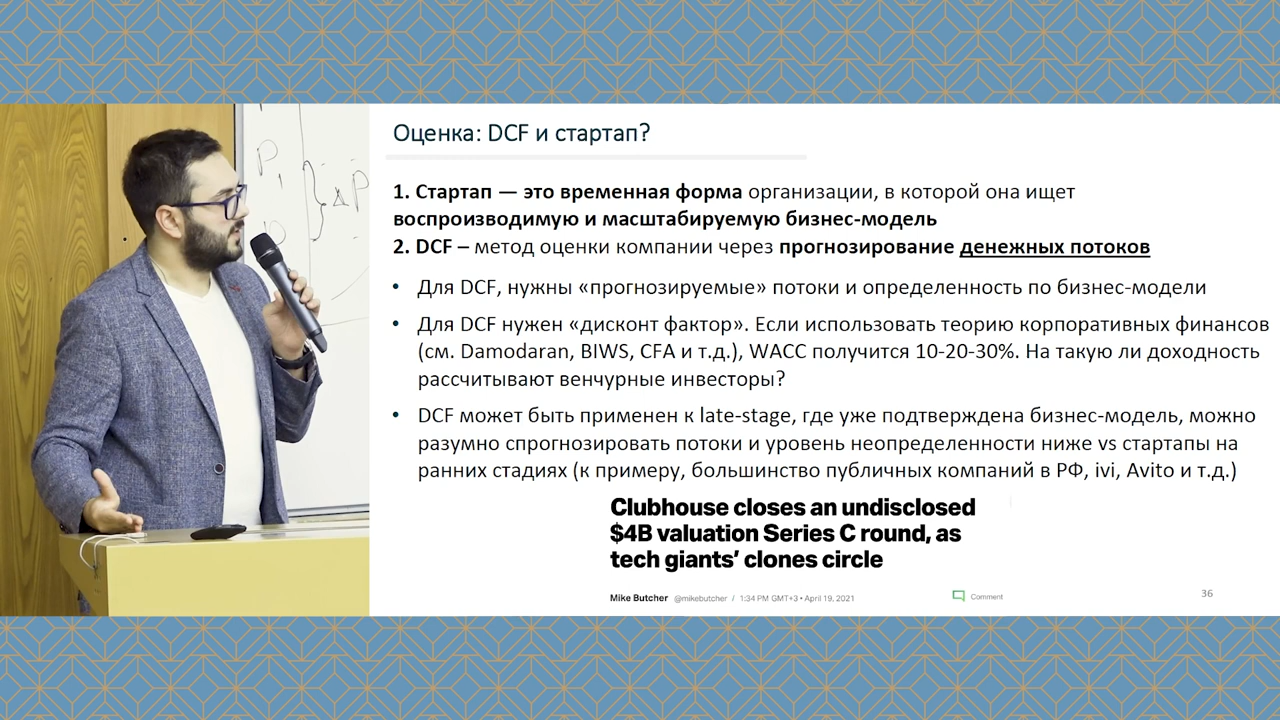 Оценка: DCF и стартап?
1. Стартап — это временная форма организации, в которой она ищет
воспроизводимую и масштабируемую бизнес-модель
2. DCF – метод оценки компании через прогнозирование денежных потоков
• Для DCF, нужны «прогнозируемые» потоки и определенность по бизнес-модели
• Для DCF нужен «дисконт фактор». Если использовать теорию корпоративных финансов
(см. Damodaran, BIWS, CFA и т.д.), WACC получится 10-20-30%. На такую ли доходность
рассчитывают венчурные инвесторы?
• DCF может быть применен к late-stage, где уже подтверждена бизнес-модель, можно
разумно спрогнозировать потоки и уровень неопределенности ниже vs стартапы на
ранних стадиях (к примеру, большинство публичных компаний в РФ, ivi, Avito и т.д.)
Clubhouse closes an undisclosed
$4B valuation Series C round, as
tech giants’ clones circle
Mike Butcher @mikebutcher / 1:34 PM GMT+3 • April 19, 2021
Comment
36